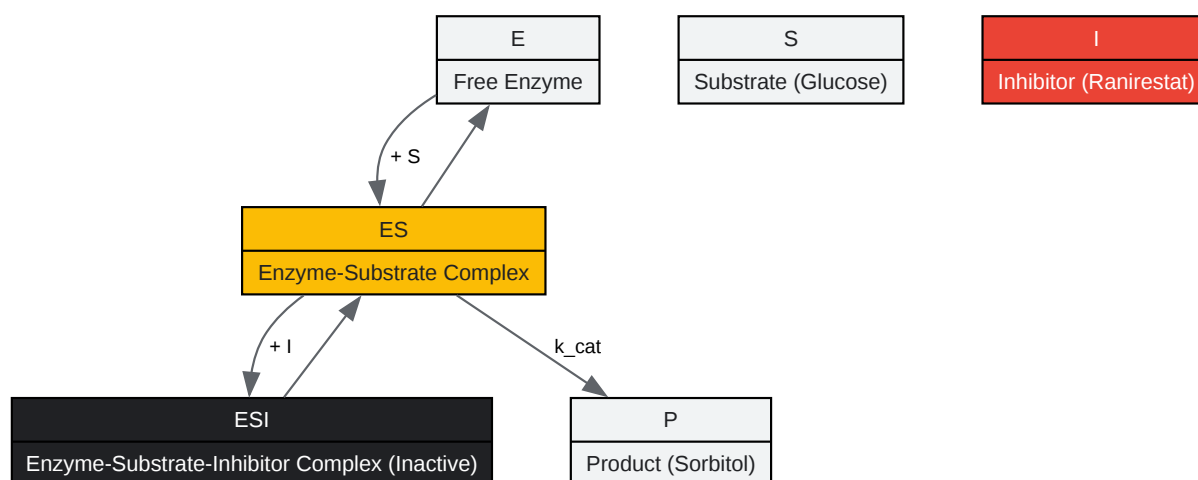 E
Free Enzyme
S
Substrate (Glucose)
I
Inhibitor (Ranirestat)
+ S
ES
Enzyme-Substrate Complex
+ I
k_cat
ESI
Enzyme-Substrate-Inhibitor Complex (Inactive)
P
Product (Sorbitol)